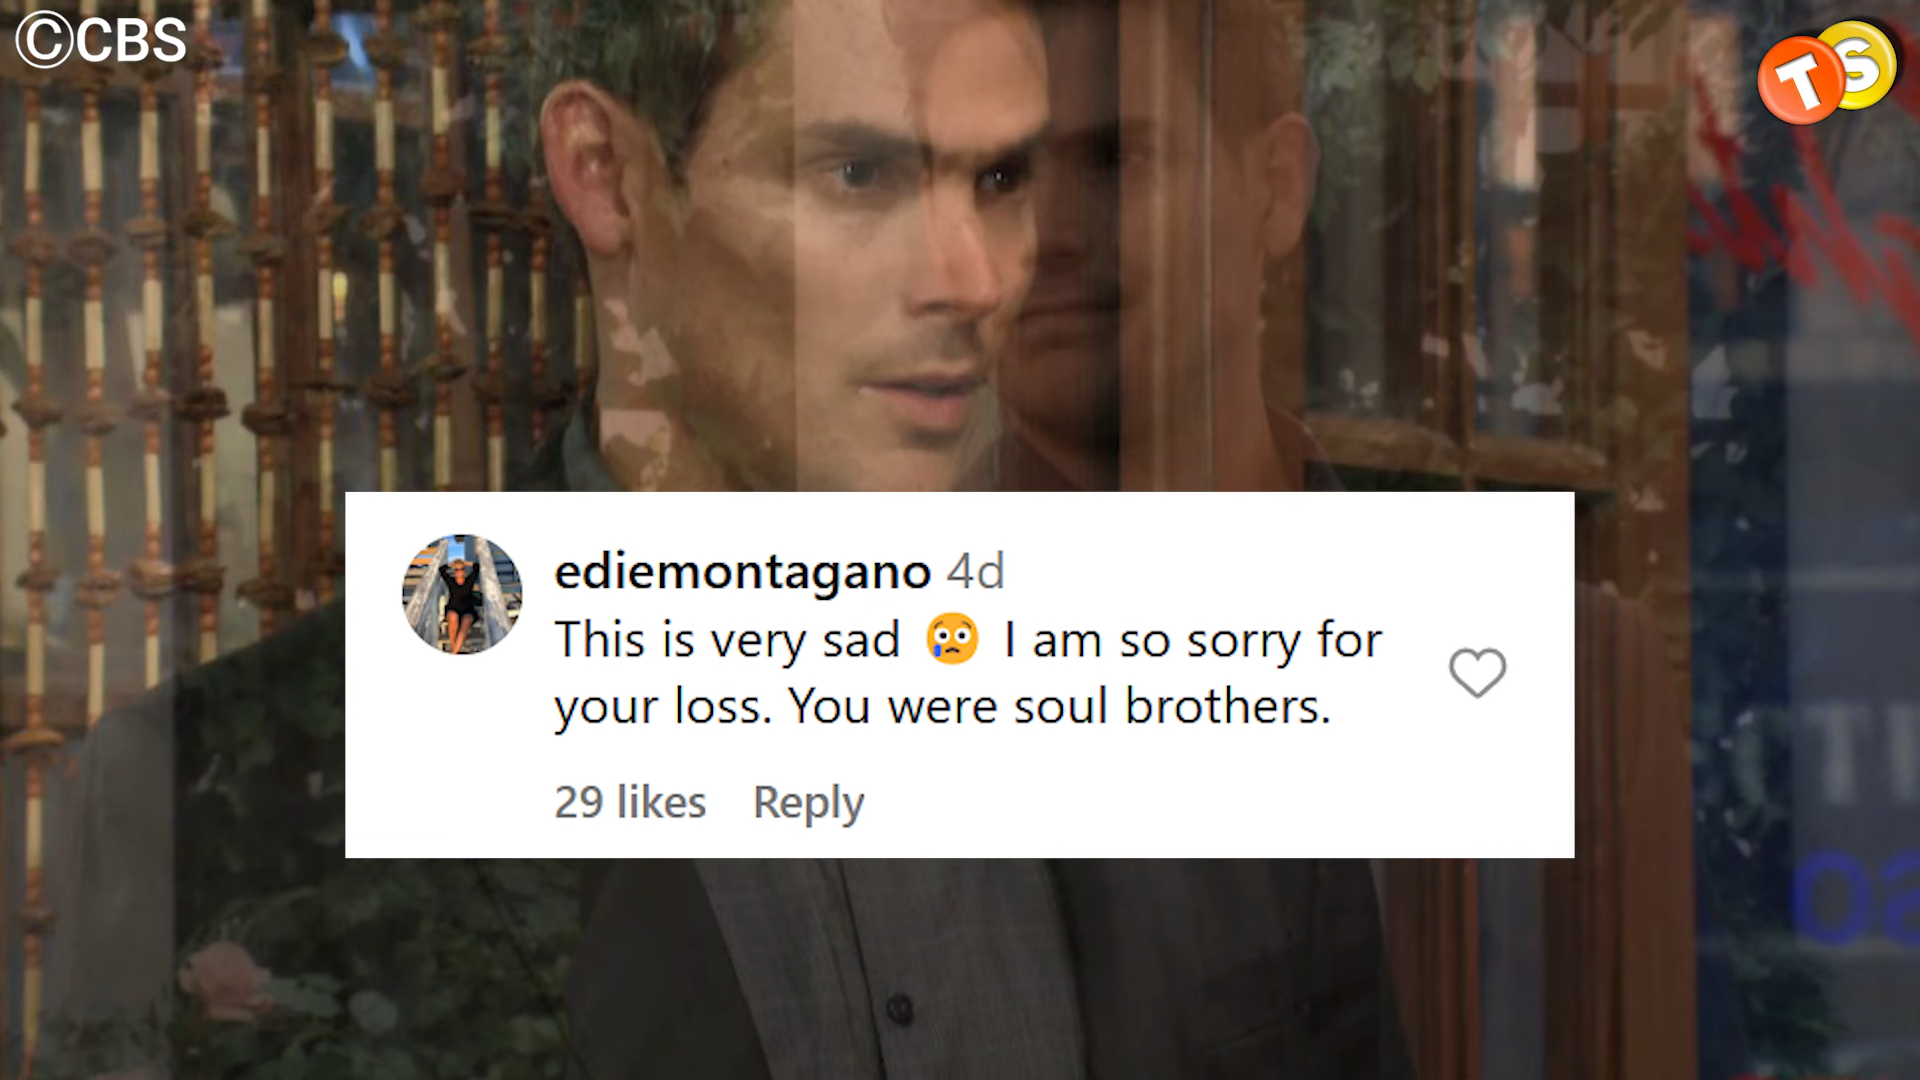 ©CBS
TS
ediemontagano 4d
This is very sad 😢 I am so sorry for
your loss. You were soul brothers.
29 likes Reply